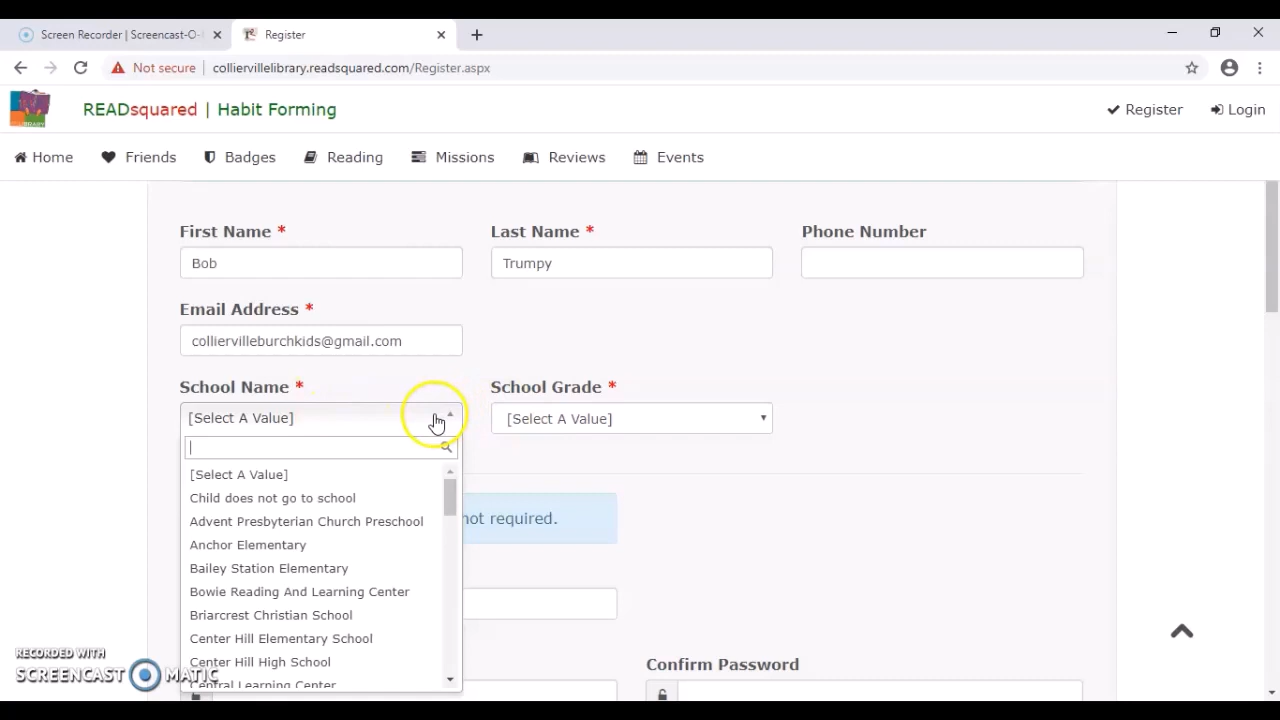 Screen Recorder | Screencast-O-
Register
Not secure
colliervillelibrary.readsquared.com/Register.aspx
READsquared | Habit Forming
Register
Login
Home
Friends
Badges
Reading
Missions
Reviews
Events
First Name *
Last Name *
Phone Number
Bob
Trumpy
Email Address *
colliervilleburchkids@gmail.com
School Name *
School Grade *
[Select A Value]
[Select A Value]
[Select A Value]
Child does not go to school
Advent Presbyterian Church Preschool
not required.
Anchor Elementary
Bailey Station Elementary
Bowie Reading And Learning Center
Briarcrest Christian School
Center Hill Elementary School
Center Hill High School
Central Learning Center
Confirm Password
RECORDED WITH
SCREENCAST MATIC